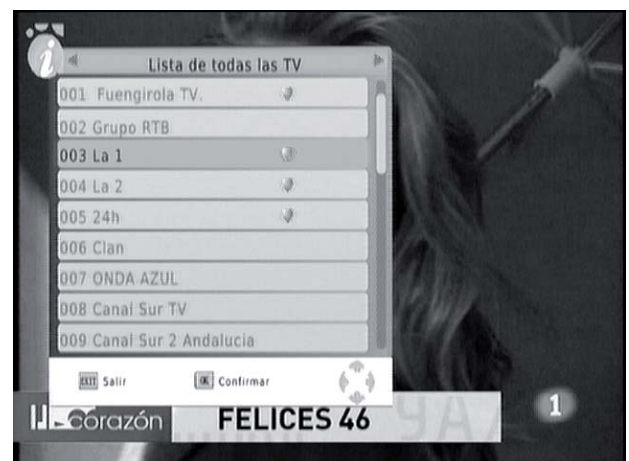 Lista de todas las TV
001 Fuengirola TV.
002 Grupo RTB
003 La 1
004 La 2
005 24h
006 Clan
007 ONDA AZUL
008 Canal Sur TV
009 Canal Sur 2 Andalucia
EXIT Salir
OK Confirmar
corazón
FELICES 46
1